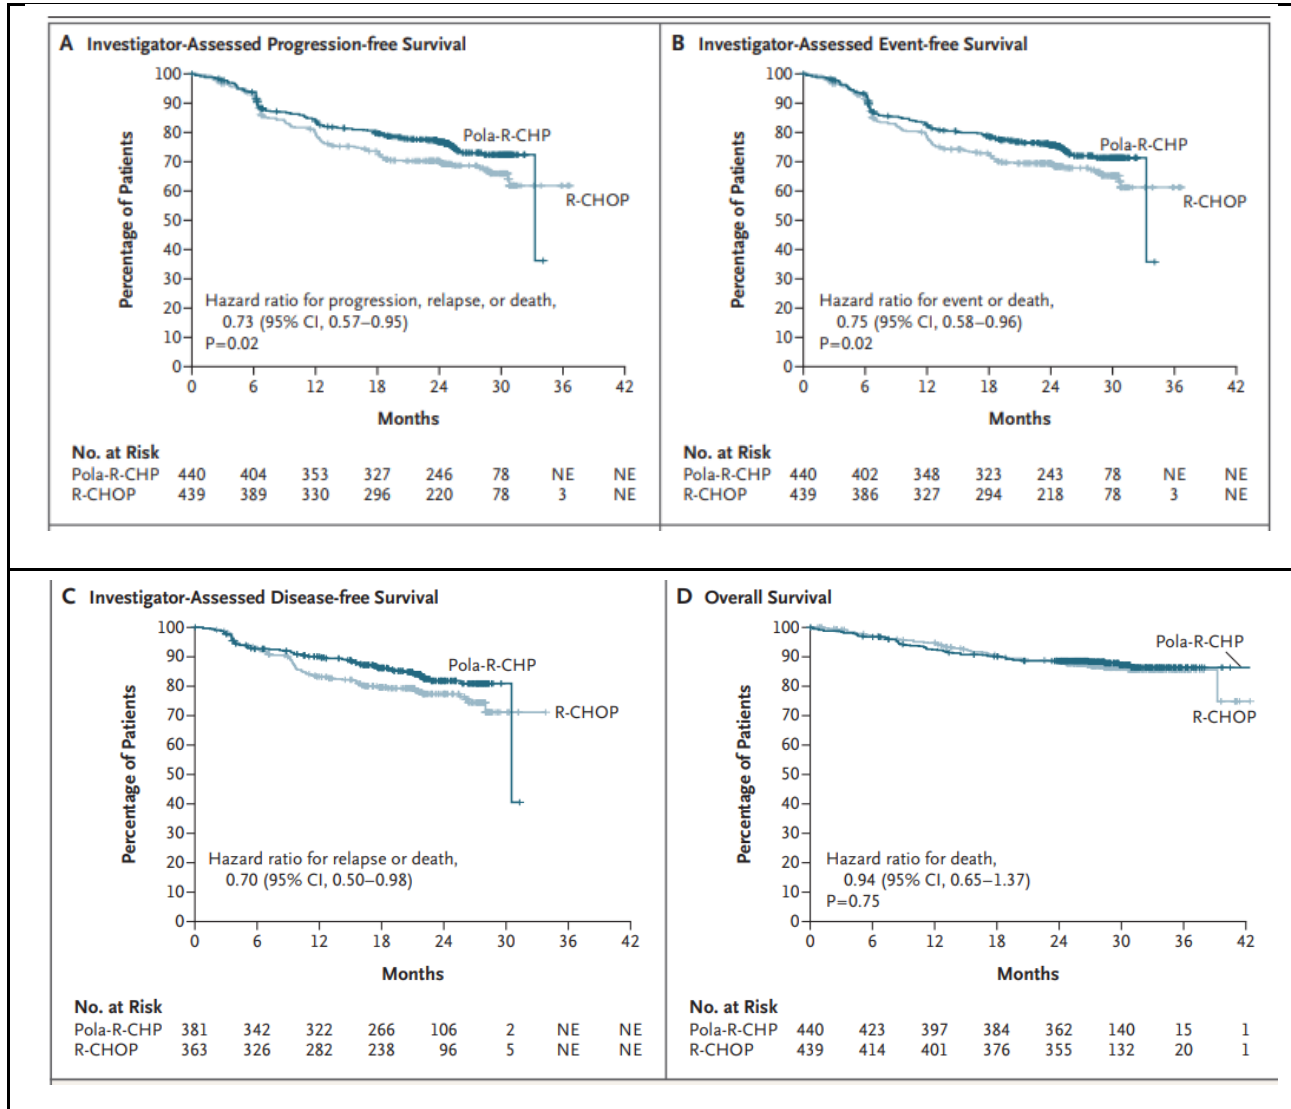 A Investigator-Assessed Progression-free Survival
Percentage of Patients
100
90
80
70
60
50
40
30
20
10
0
Pola-R-CHP
R-CHOP
Hazard ratio for progression, relapse, or death,
0.73 (95% CI, 0.57–0.95)
P=0.02
0 6 12 18 24 30 36 42
Months
No. at Risk
Pola-R-CHP 440 404 353 327 246 78 NE NE
R-CHOP 439 389 330 296 220 78 3 NE
B Investigator-Assessed Event-free Survival
Percentage of Patients
100
90
80
70
60
50
40
30
20
10
0
Pola-R-CHP
R-CHOP
Hazard ratio for event or death,
0.75 (95% CI, 0.58–0.96)
P=0.02
0 6 12 18 24 30 36 42
Months
No. at Risk
Pola-R-CHP 440 402 348 323 243 78 NE NE
R-CHOP 439 386 327 294 218 78 3 NE
C Investigator-Assessed Disease-free Survival
Percentage of Patients
100
90
80
70
60
50
40
30
20
10
0
Pola-R-CHP
R-CHOP
Hazard ratio for relapse or death,
0.70 (95% CI, 0.50–0.98)
0 6 12 18 24 30 36 42
Months
No. at Risk
Pola-R-CHP 381 342 322 266 106 2 NE NE
R-CHOP 363 326 282 238 96 5 NE NE
D Overall Survival
Percentage of Patients
100
90
80
70
60
50
40
30
20
10
0
Pola-R-CHP
R-CHOP
Hazard ratio for death,
0.94 (95% CI, 0.65–1.37)
P=0.75
0 6 12 18 24 30 36 42
Months
No. at Risk
Pola-R-CHP 440 423 397 384 362 140 15 1
R-CHOP 439 414 401 376 355 132 20 1